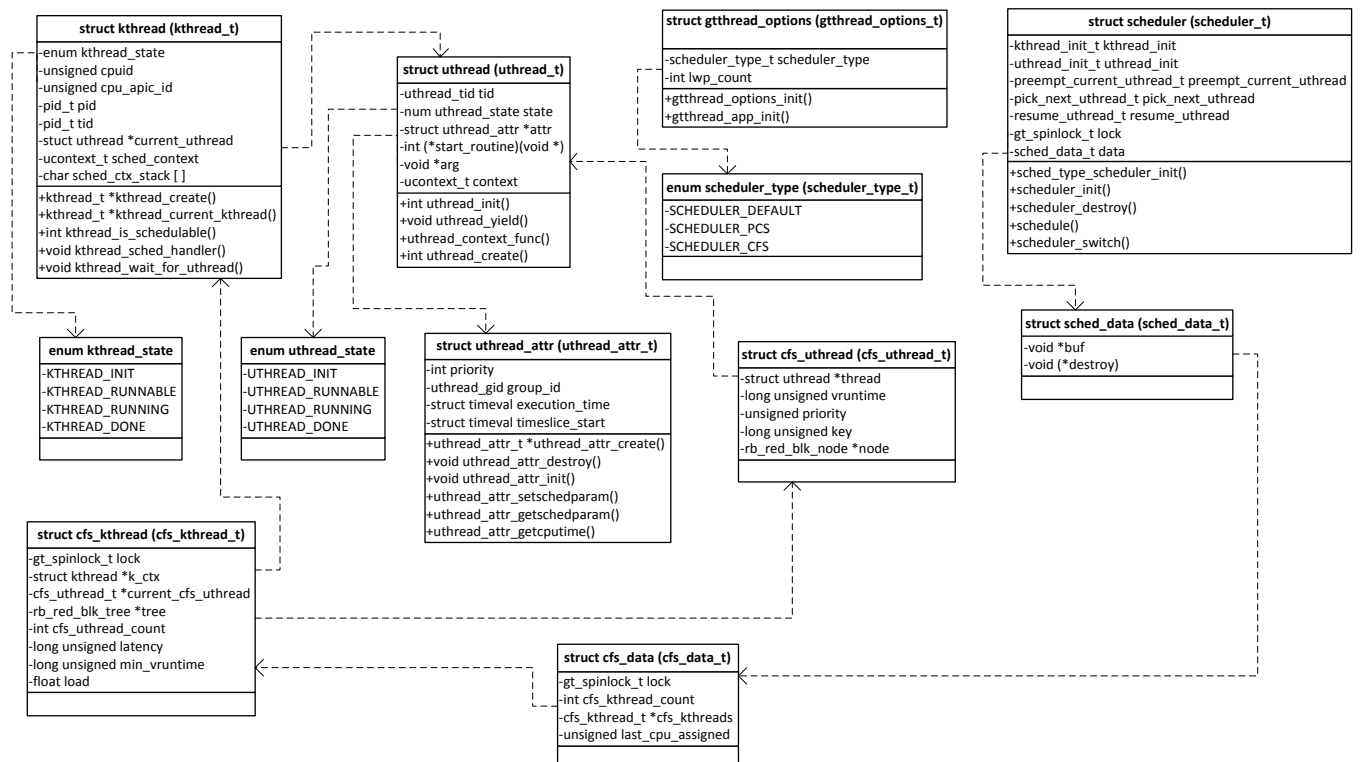 struct kthread (kthread_t)
-enum kthread_state
-unsigned cpuid
-unsigned cpu_apic_id
-pid_t pid
-pid_t tid
-stuct uthread *current_uthread
-ucontext_t sched_context
-char sched_ctx_stack [ ]
+kthread_t *kthread_create()
+kthread_t *kthread_current_kthread()
+int kthread_is_schedulable()
+void kthread_sched_handler()
+void kthread_wait_for_uthread()
struct uthread (uthread_t)
-uthread_tid tid
-num uthread_state state
-struct uthread_attr *attr
-int (*start_routine)(void *)
-void *arg
-ucontext_t context
+int uthread_init()
+void uthread_yield()
+uthread_context_func()
+int uthread_create()
struct gtthread_options (gtthread_options_t)
-scheduler_type_t scheduler_type
-int lwp_count
+gtthread_options_init()
+gtthread_app_init()
enum scheduler_type (scheduler_type_t)
-SCHEDULER_DEFAULT
-SCHEDULER_PCS
-SCHEDULER_CFS
struct scheduler (scheduler_t)
-kthread_init_t kthread_init
-uthread_init_t uthread_init
-preempt_current_uthread_t preempt_current_uthread
-pick_next_uthread_t pick_next_uthread
-resume_uthread_t resume_uthread
-gt_spinlock_t lock
-sched_data_t data
+sched_type_scheduler_init()
+scheduler_init()
+scheduler_destroy()
+schedule()
+scheduler_switch()
enum kthread_state
-KTHREAD_INIT
-KTHREAD_RUNNABLE
-KTHREAD_RUNNING
-KTHREAD_DONE
enum uthread_state
-UTHREAD_INIT
-UTHREAD_RUNNABLE
-UTHREAD_RUNNING
-UTHREAD_DONE
struct uthread_attr (uthread_attr_t)
-int priority
-uthread_gid group_id
-struct timeval execution_time
-struct timeval timeslice_start
+uthread_attr_t *uthread_attr_create()
+void uthread_attr_destroy()
+void uthread_attr_init()
+uthread_attr_setschedparam()
+uthread_attr_getschedparam()
+uthread_attr_getcputime()
struct cfs_uthread (cfs_uthread_t)
-struct uthread *thread
-long unsigned vruntime
-unsigned priority
-long unsigned key
-rb_red_blk_node *node
struct sched_data (sched_data_t)
-void *buf
-void (*destroy)
struct cfs_kthread (cfs_kthread_t)
-gt_spinlock_t lock
-struct kthread *k_ctx
-cfs_uthread_t *current_cfs_uthread
-rb_red_blk_tree *tree
-int cfs_uthread_count
-long unsigned latency
-long unsigned min_vruntime
-float load
struct cfs_data (cfs_data_t)
-gt_spinlock_t lock
-int cfs_kthread_count
-cfs_kthread_t *cfs_kthreads
-unsigned last_cpu_assigned